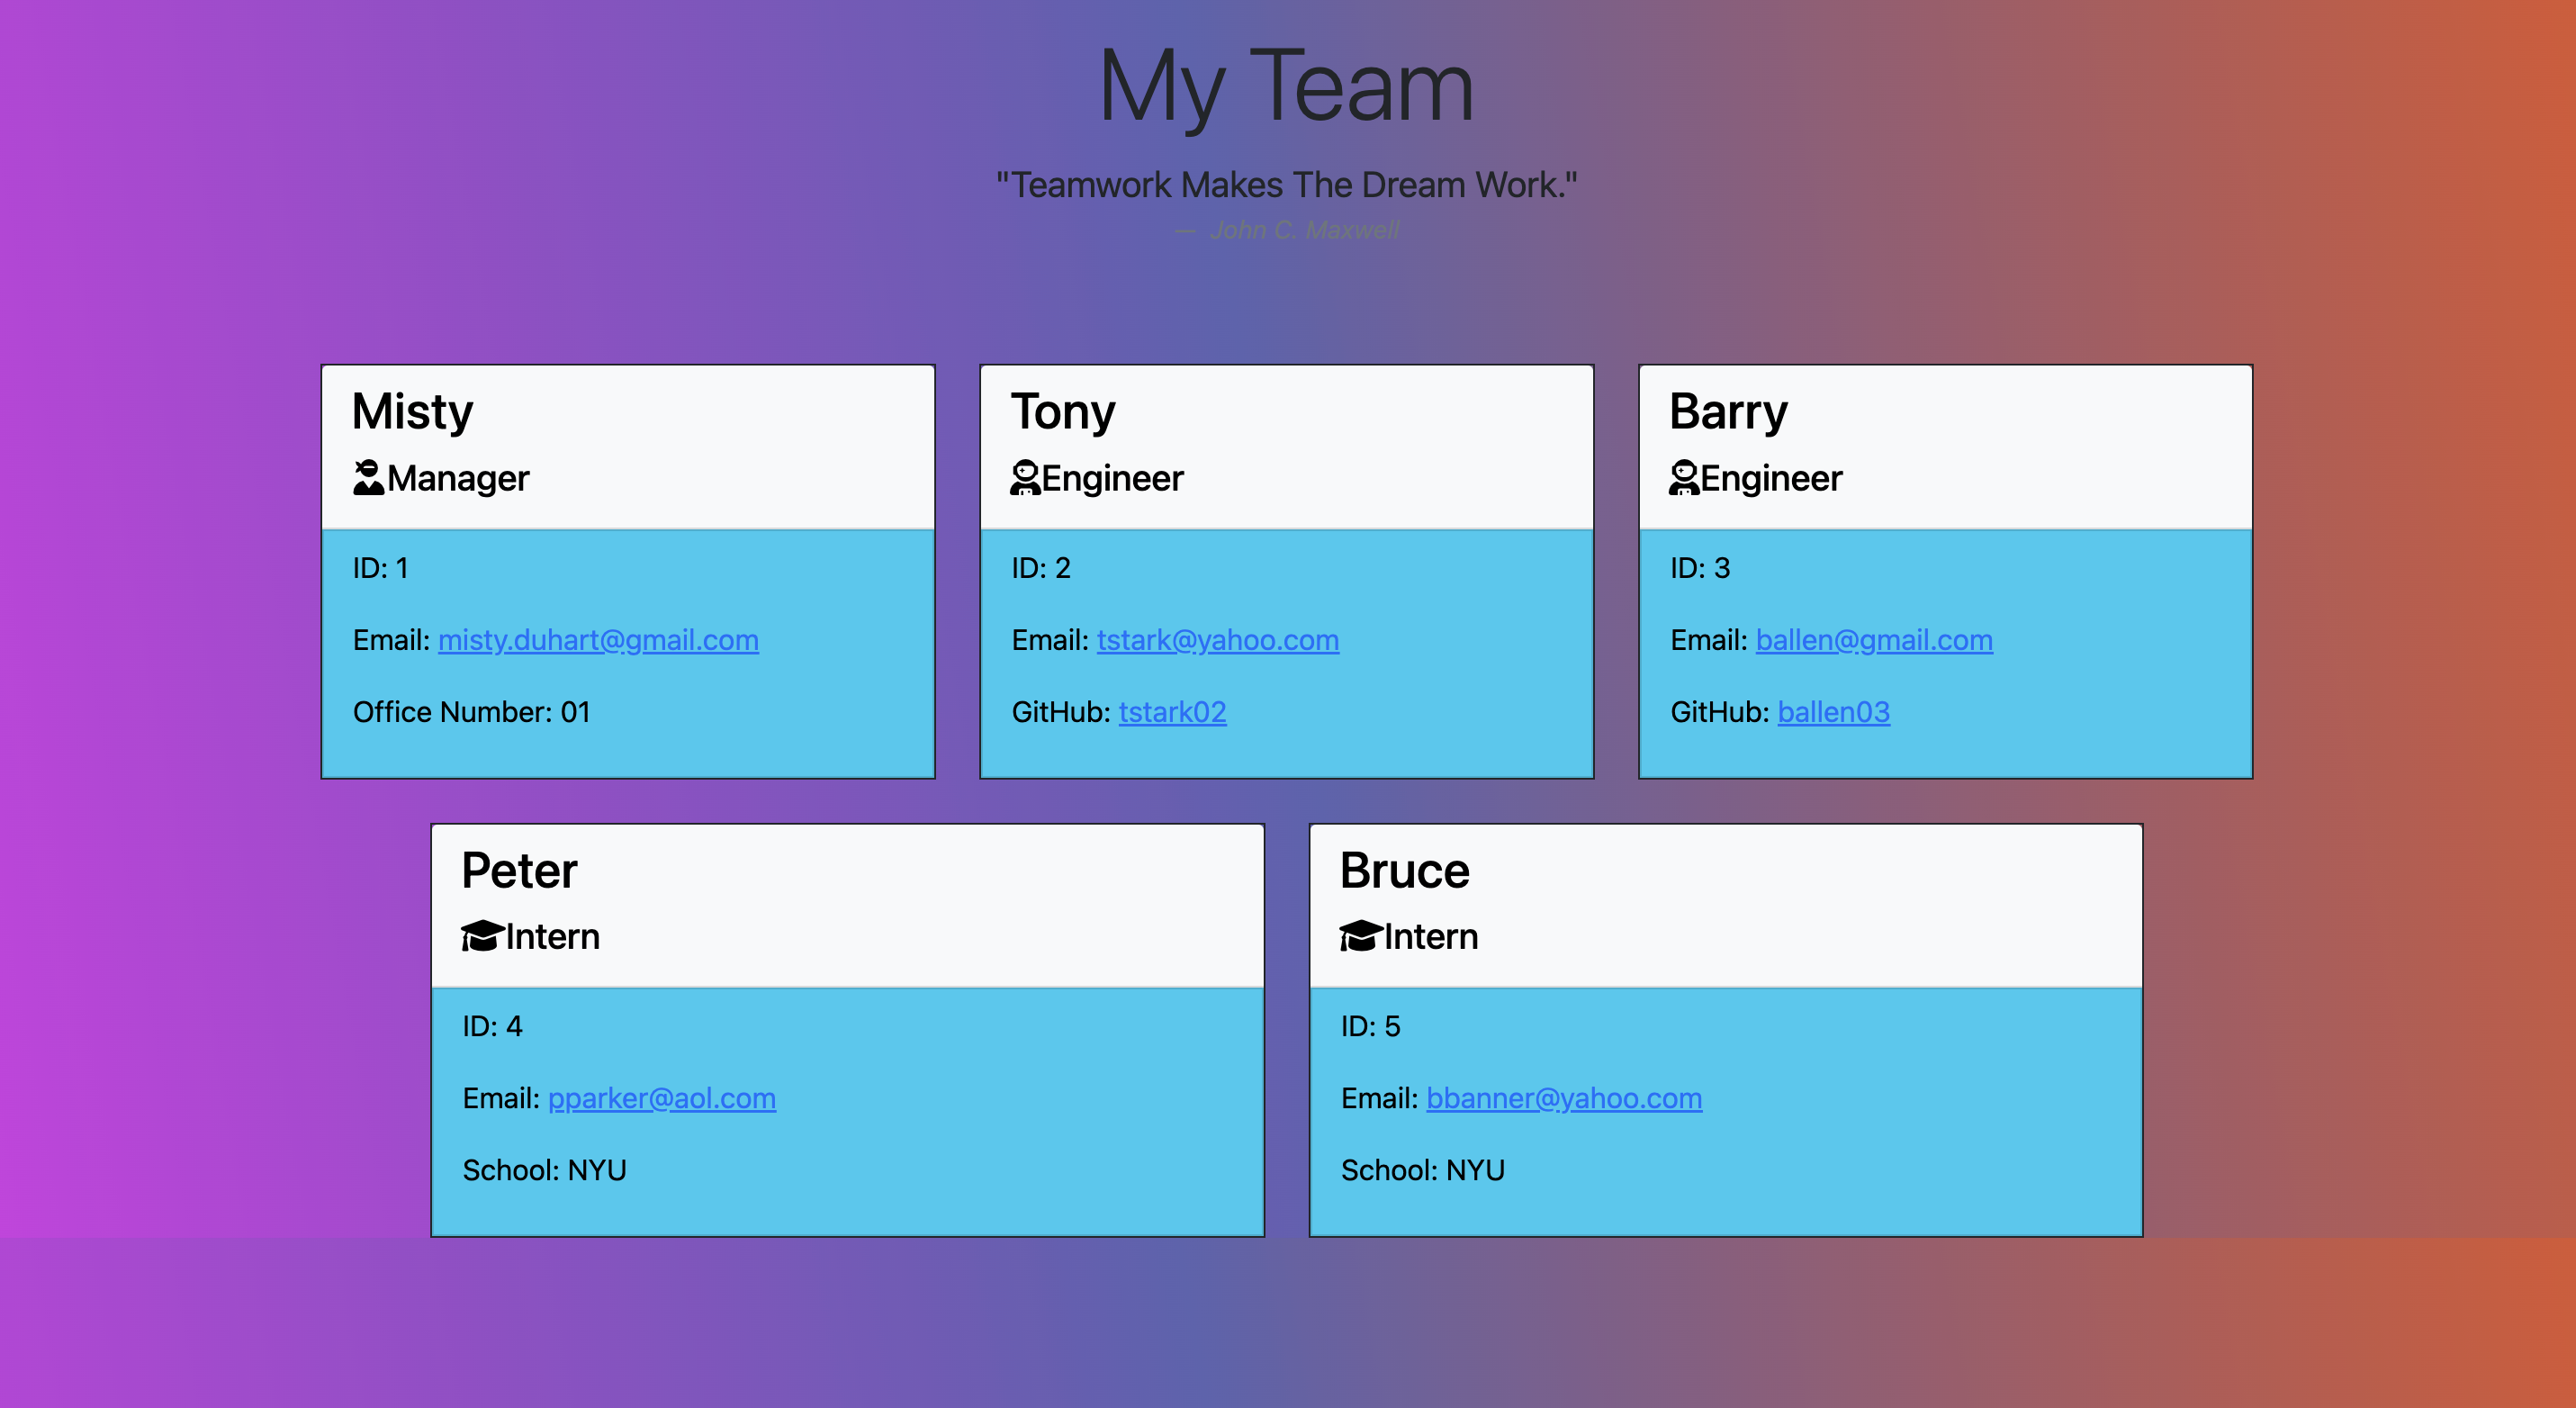 My Team
"Teamwork Makes The Dream Work."
— John C. Maxwell
Misty
Manager
ID: 1
Email: misty.duhart@gmail.com
Office Number: 01
Tony
Engineer
ID: 2
Email: tstark@yahoo.com
GitHub: tstark02
Barry
Engineer
ID: 3
Email: ballen@gmail.com
GitHub: ballen03
Peter
Intern
ID: 4
Email: pparker@aol.com
School: NYU
Bruce
Intern
ID: 5
Email: bbanner@yahoo.com
School: NYU